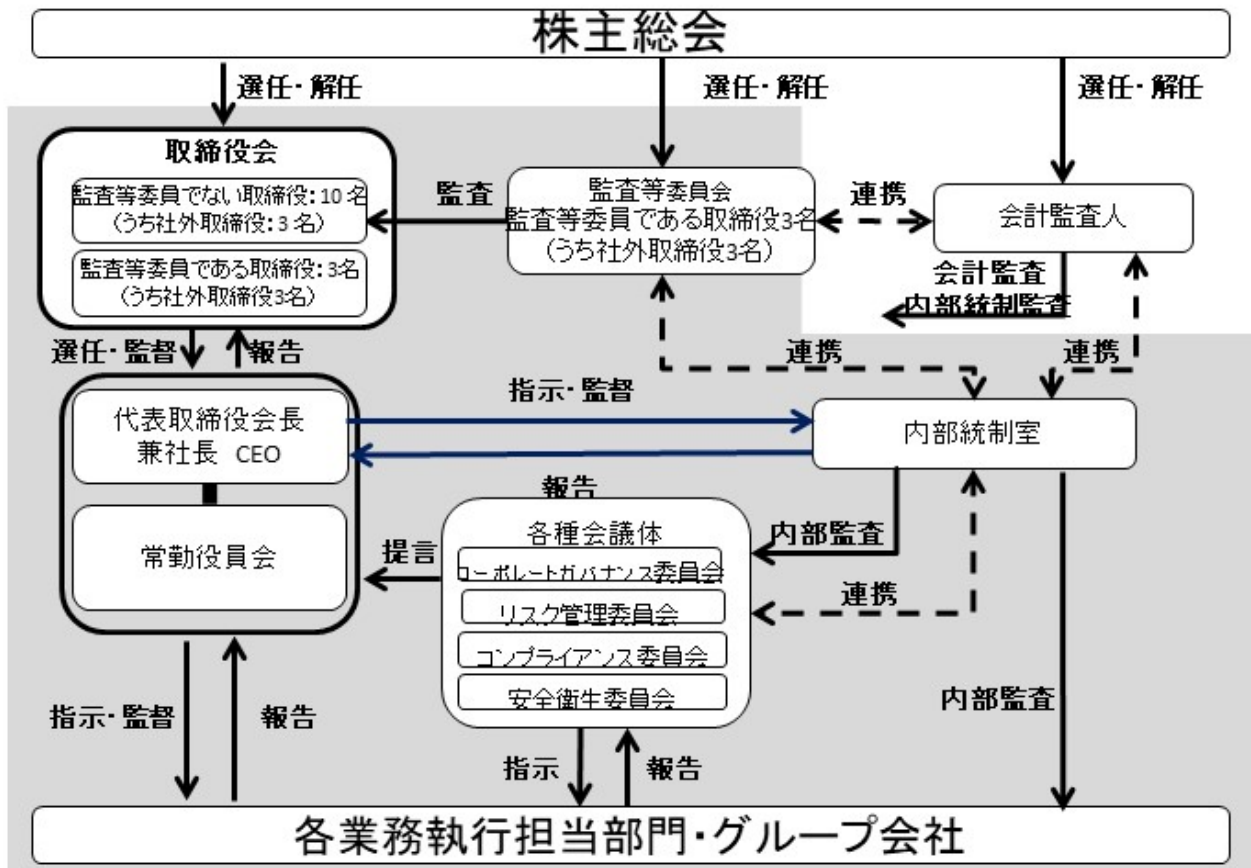 株主総会
選任・解任
選任・解任
選任・解任
取締役会
監査等委員でない取締役：10名
（うち社外取締役：3名）
監査等委員である取締役：3名
（うち社外取締役3名）
監査
監査等委員会
監査等委員である取締役3名
（うち社外取締役3名）
連携
会計監査人
会計監査
内部統制監査
選任・監督
報告
連携
連携
代表取締役会長
兼社長 CEO
指示・監督
内部統制室
報告
常勤役員会
提言
各種会議体
コーポレートガバナンス委員会
リスク管理委員会
コンプライアンス委員会
安全衛生委員会
内部監査
連携
指示・監督
報告
指示
報告
内部監査
各業務執行担当部門・グループ会社